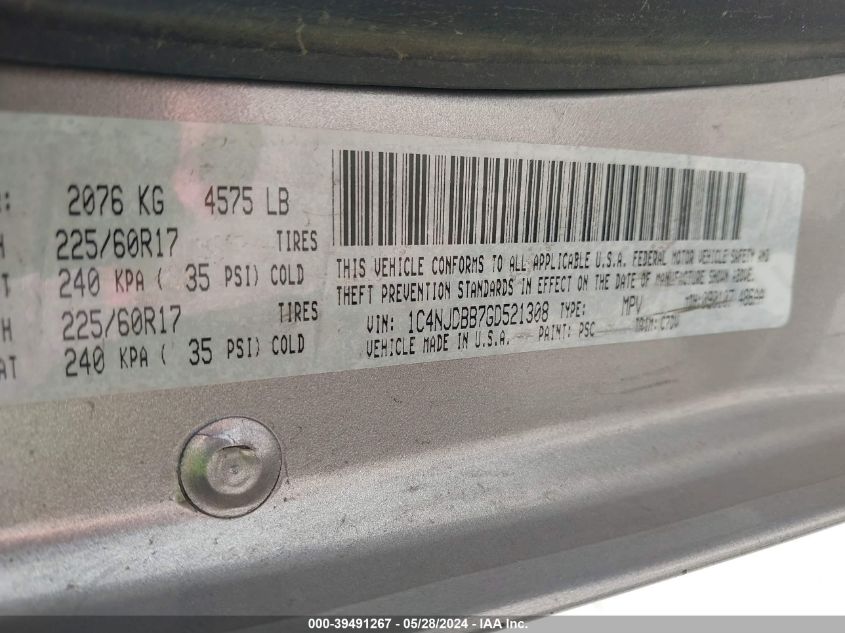 2076 KG 4575 LB
225/60R17 TIRES
240 KPA ( 35 PSI) COLD
225/60R17 TIRES
240 KPA ( 35 PSI) COLD
THIS VEHICLE CONFORMS TO ALL APPLICABLE U.S.A. FEDERAL MOTOR VEHICLE SAFETY AND
THEFT PREVENTION STANDARDS IN EFFECT ON THE DATE OF MANUFACTURE SHOWN ABOVE.
VIN: 1C4NJDBB7GD521308 TYPE: MPV
VEHICLE MADE IN U.S.A. PAINT: PSC TRIM:
000-39491267 - 05/28/2024 - IAA Inc.